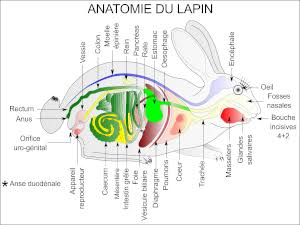 ANATOMIE DU LAPIN
Vessie
Colon
Moelle
épinière
Rein
Pancréas
Rate
Estomac
Oesophage
Encéphale
Oeil
Fosses
nasales
Bouche
incisives
4+2
Rectum
Anus
Orifice
uro-génital
* Anse duodénale
Appareil
reproducteur
Caecum
Mésentère
Intestin grêle
Foie
Vésicule biliaire
Diaphragme
Poumons
Coeur
Trachée
Masseters
Glandes
salivaires